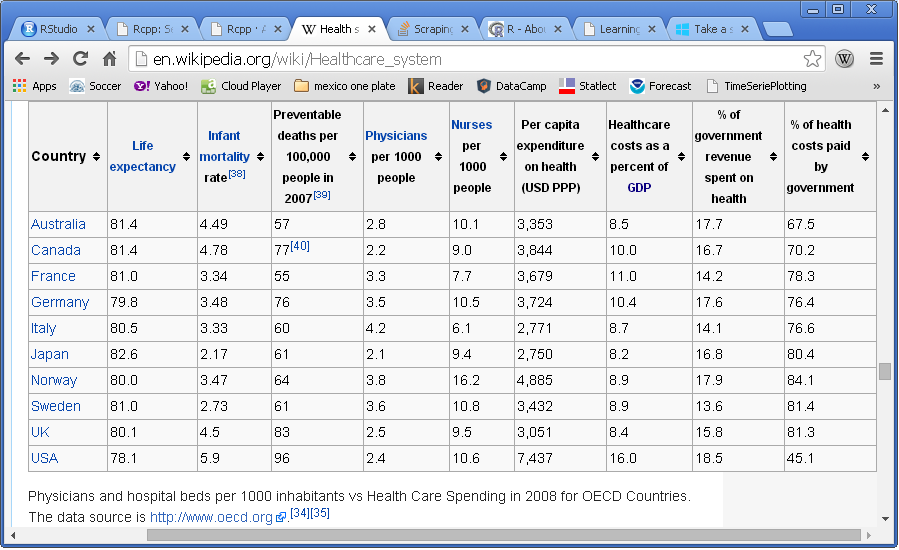 RStudio Rcpp: Se Rcpp · A Health s Scraping R - Abou Learning Take a s
en.wikipedia.org/wiki/Healthcare_system
Apps Soccer Yahoo! Cloud Player mexico one plate Reader DataCamp Statlect Forecast TimeSeriePlotting »
Country Life expectancy Infant mortality rate[38] Preventable deaths per 100,000 people in 2007[39] Physicians per 1000 people Nurses per 1000 people Per capita expenditure on health (USD PPP) Healthcare costs as a percent of GDP % of government revenue spent on health % of health costs paid by government
Australia 81.4 4.49 57 2.8 10.1 3,353 8.5 17.7 67.5
Canada 81.4 4.78 77[40] 2.2 9.0 3,844 10.0 16.7 70.2
France 81.0 3.34 55 3.3 7.7 3,679 11.0 14.2 78.3
Germany 79.8 3.48 76 3.5 10.5 3,724 10.4 17.6 76.4
Italy 80.5 3.33 60 4.2 6.1 2,771 8.7 14.1 76.6
Japan 82.6 2.17 61 2.1 9.4 2,750 8.2 16.8 80.4
Norway 80.0 3.47 64 3.8 16.2 4,885 8.9 17.9 84.1
Sweden 81.0 2.73 61 3.6 10.8 3,432 8.9 13.6 81.4
UK 80.1 4.5 83 2.5 9.5 3,051 8.4 15.8 81.3
USA 78.1 5.9 96 2.4 10.6 7,437 16.0 18.5 45.1
Physicians and hospital beds per 1000 inhabitants vs Health Care Spending in 2008 for OECD Countries.
The data source is http://www.oecd.org.[34][35]